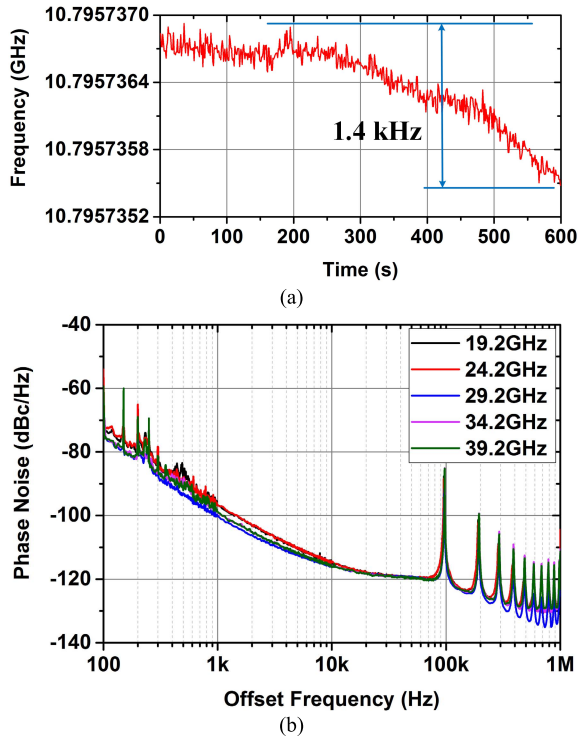 10.7957370
10.7957364
10.7957358
10.7957352
Frequency (GHz)
1.4 kHz
0 100 200 300 400 500 600
Time (s)
(a)
-40
-60
-80
-100
-120
-140
Phase Noise (dBc/Hz)
19.2GHz
24.2GHz
29.2GHz
34.2GHz
39.2GHz
100 1k 10k 100k 1M
Offset Frequency (Hz)
(b)